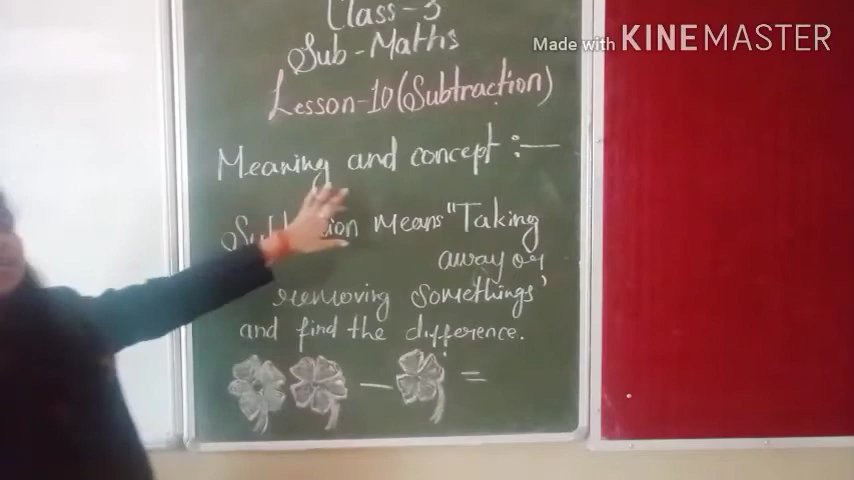 Class-3
Made with KINEMASTER
Sub-Maths
Lesson-10(Subtraction)
Meaning and concept :—
means "Taking
away or
removing Somethings"
and find the difference.
— =